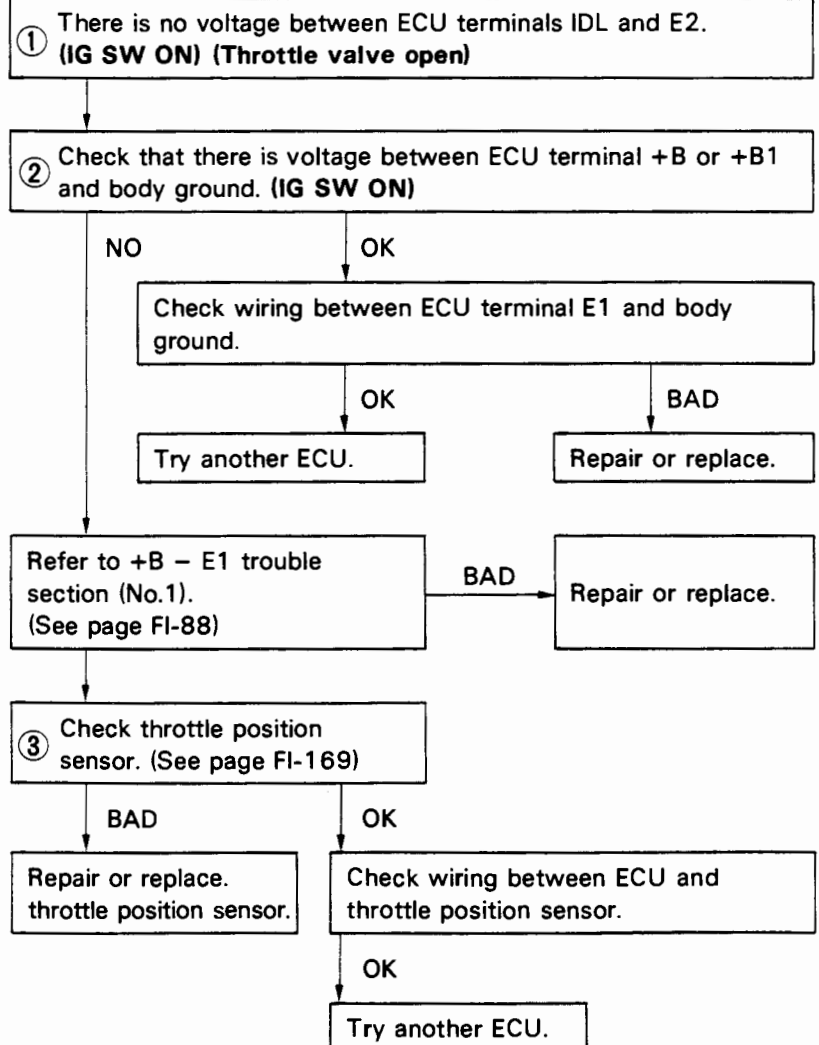 ① There is no voltage between ECU terminals IDL and E2.
(IG SW ON) (Throttle valve open)
② Check that there is voltage between ECU terminal +B or +B1
and body ground. (IG SW ON)
NO
OK
Check wiring between ECU terminal E1 and body
ground.
OK
BAD
Try another ECU.
Repair or replace.
Refer to +B − E1 trouble
section (No.1).
(See page FI-88)
BAD
Repair or replace.
③ Check throttle position
sensor. (See page FI-169)
BAD
OK
Repair or replace.
throttle position sensor.
Check wiring between ECU and
throttle position sensor.
OK
Try another ECU.